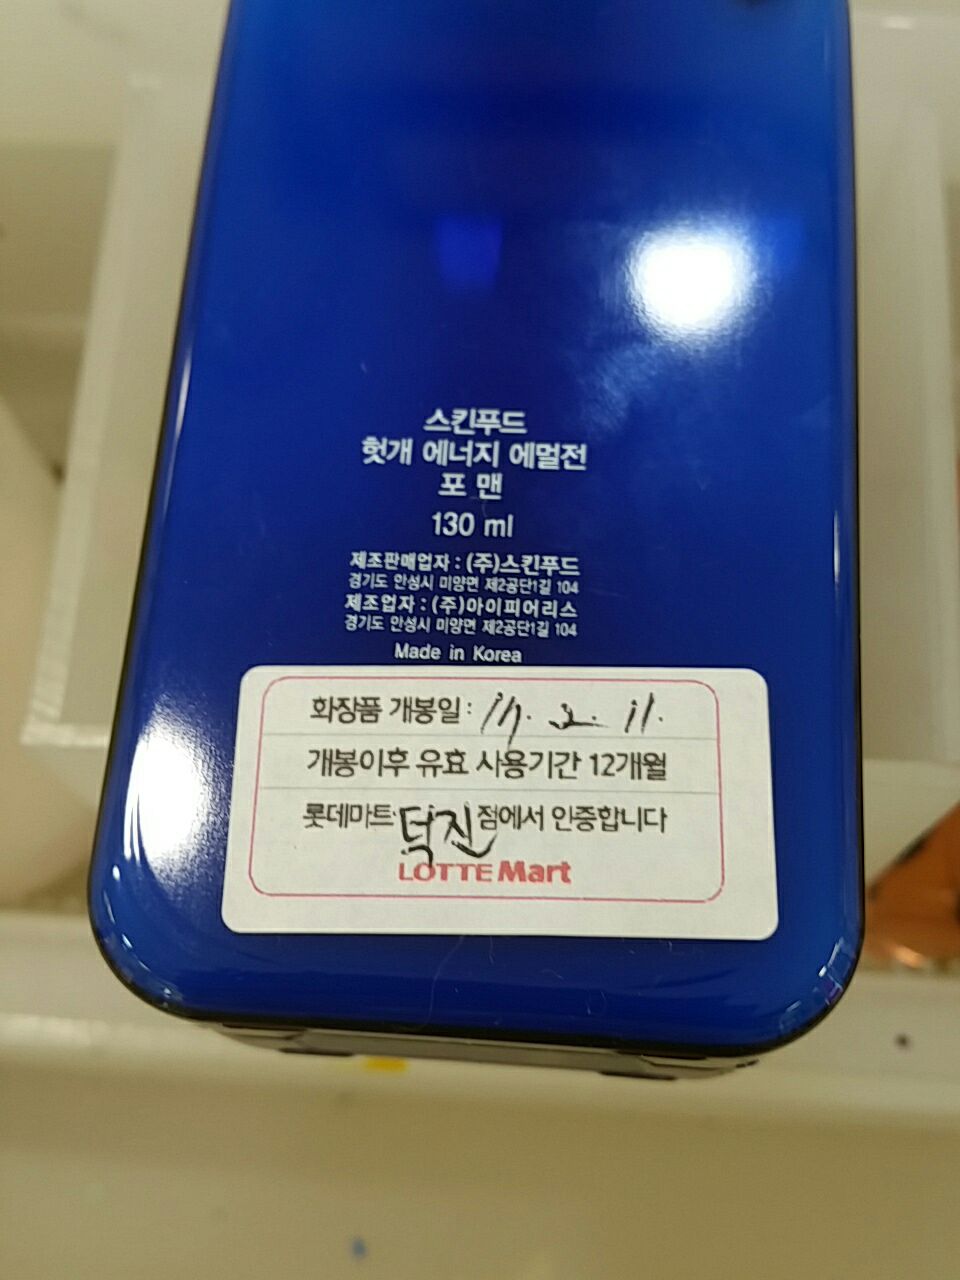 스킨푸드
헛개 에너지 에멀전
포 맨
130 ml
제조판매업자 : (주)스킨푸드
경기도 안성시 미양면 제2공단1길 104
제조업자 : (주)아이피어리스
경기도 안성시 미양면 제2공단1길 104
Made in Korea
화장품 개봉일 : 17. 2. 11.
개봉이후 유효 사용기간 12개월
롯데마트 덕진 점에서 인증합니다
LOTTE Mart